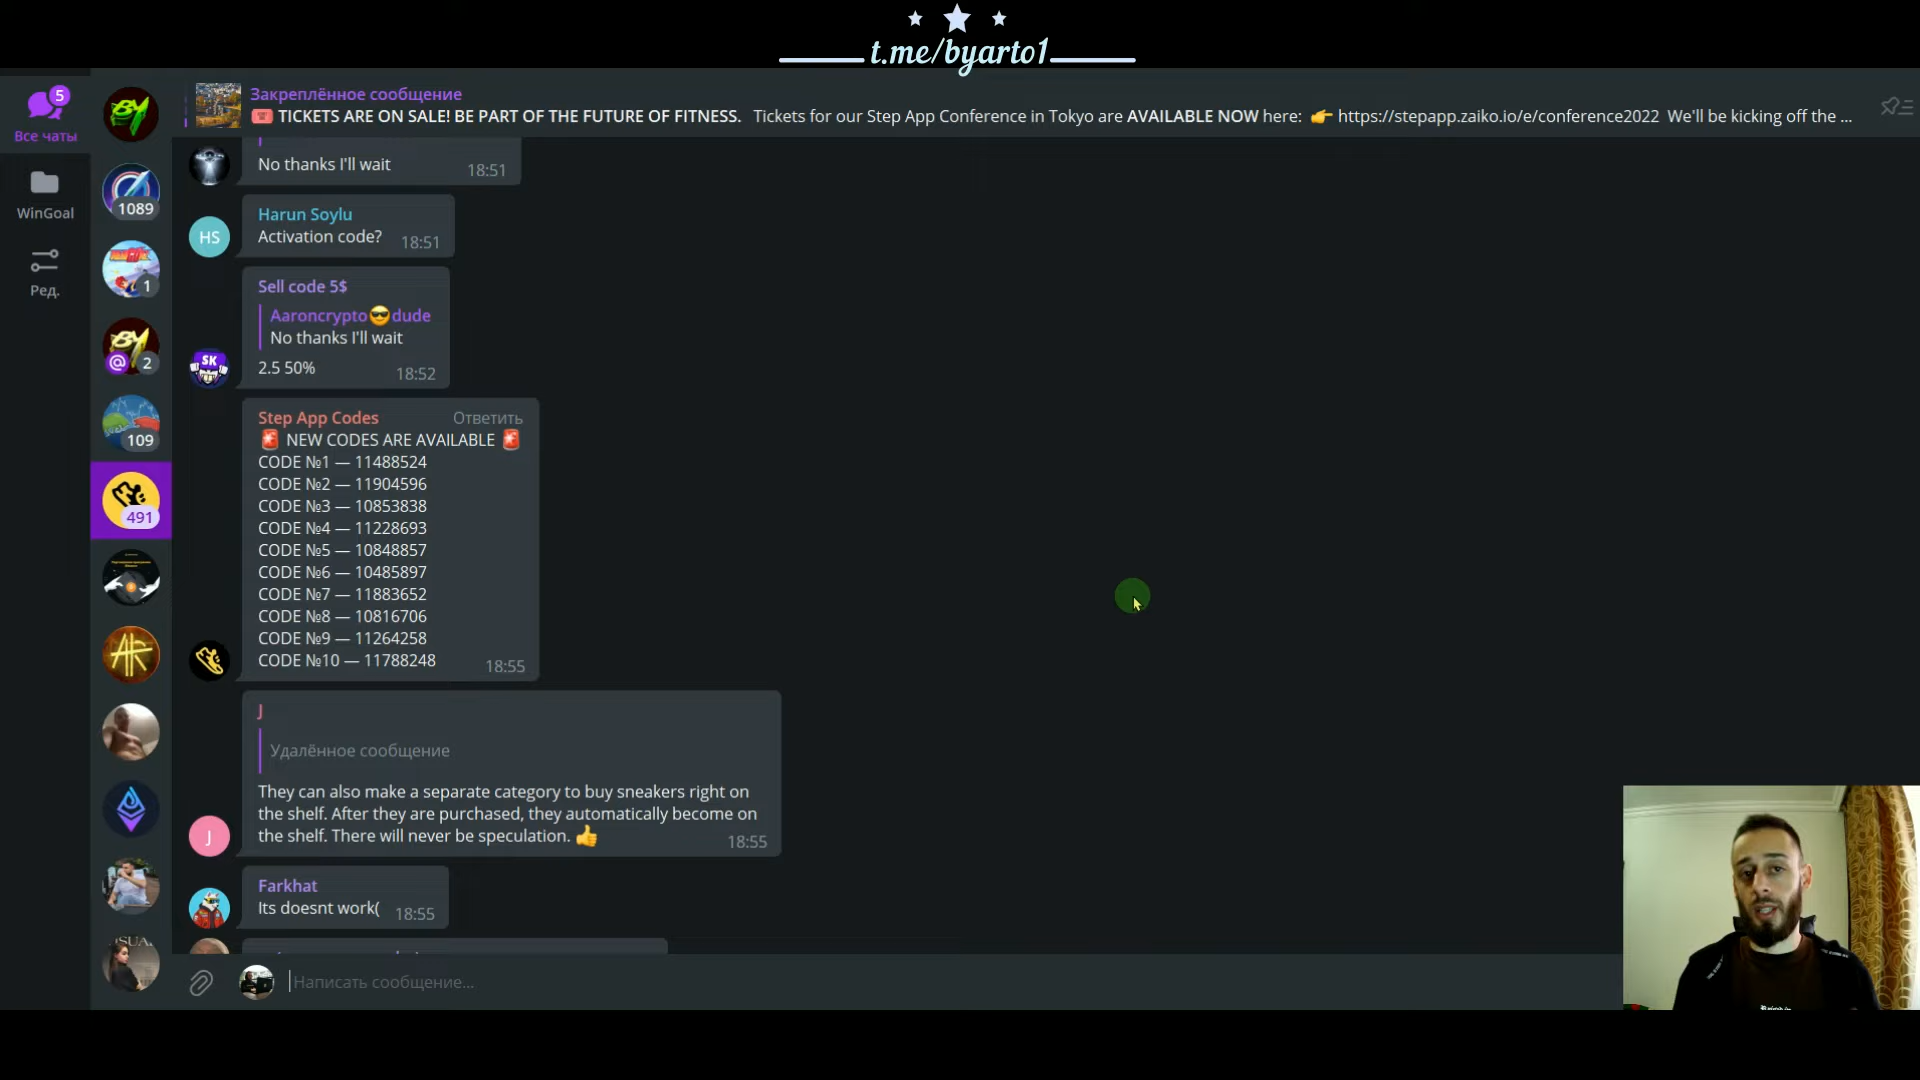 t.me/byarto1
5
Все чаты
WinGoal
Ред.
1089
1
@ 2
109
491
Закреплённое сообщение
TICKETS ARE ON SALE! BE PART OF THE FUTURE OF FITNESS. Tickets for our Step App Conference in Tokyo are AVAILABLE NOW here: 👉 https://stepapp.zaiko.io/e/conference2022 We'll be kicking off the ...
No thanks I'll wait 18:51
HS
Harun Soylu
Activation code? 18:51
Sell code 5$
Aaroncrypto😎dude
No thanks I'll wait
SK
2.5 50% 18:52
Step App Codes Ответить
🚨 NEW CODES ARE AVAILABLE 🚨
CODE №1 — 11488524
CODE №2 — 11904596
CODE №3 — 10853838
CODE №4 — 11228693
CODE №5 — 10848857
CODE №6 — 10485897
CODE №7 — 11883652
CODE №8 — 10816706
CODE №9 — 11264258
CODE №10 — 11788248 18:55
J
Удалённое сообщение
They can also make a separate category to buy sneakers right on
the shelf. After they are purchased, they automatically become on
the shelf. There will never be speculation. 👍 18:55
J
Farkhat
Its doesnt work( 18:55
Написать сообщение...